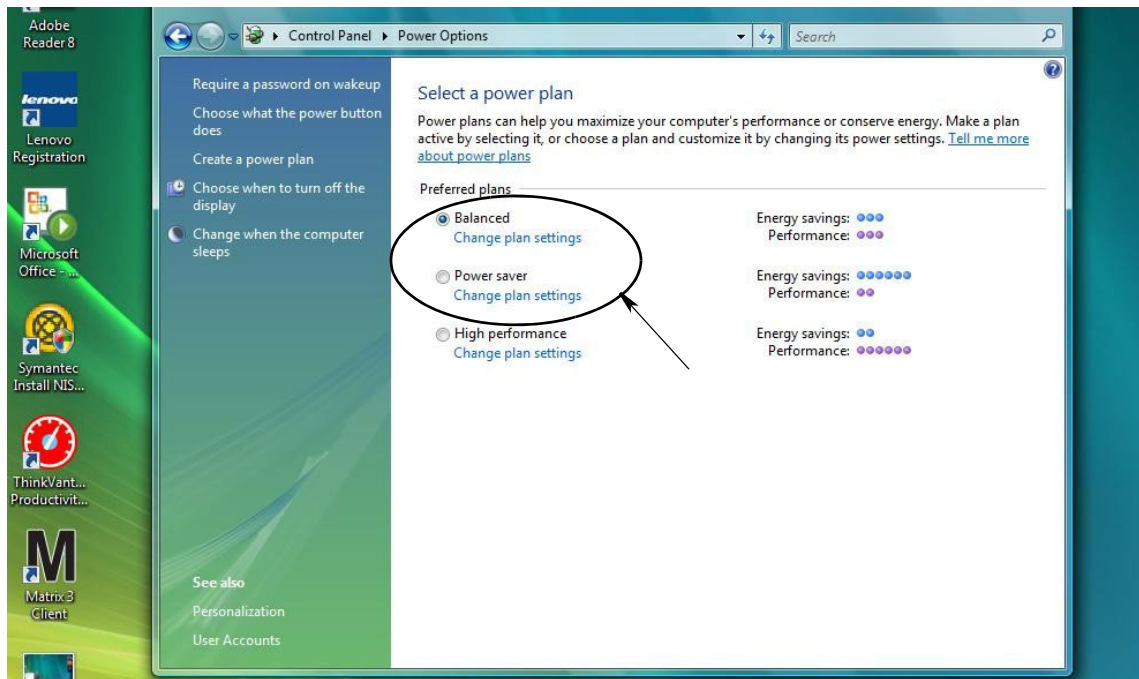 Adobe
Reader 8
lenovo
Lenovo
Registration
Microsoft
Office - ...
Symantec
Install NIS...
ThinkVant...
Productivit...
M
Matrix 3
Client
Control Panel
Power Options
Search
Require a password on wakeup
Choose what the power button
does
Create a power plan
Choose when to turn off the
display
Change when the computer
sleeps
See also
Personalization
User Accounts
?
Select a power plan
Power plans can help you maximize your computer's performance or conserve energy. Make a plan
active by selecting it, or choose a plan and customize it by changing its power settings. Tell me more
about power plans
Preferred plans
Balanced
Energy savings:
Change plan settings
Performance:
Power saver
Energy savings:
Change plan settings
Performance:
High performance
Energy savings:
Change plan settings
Performance: